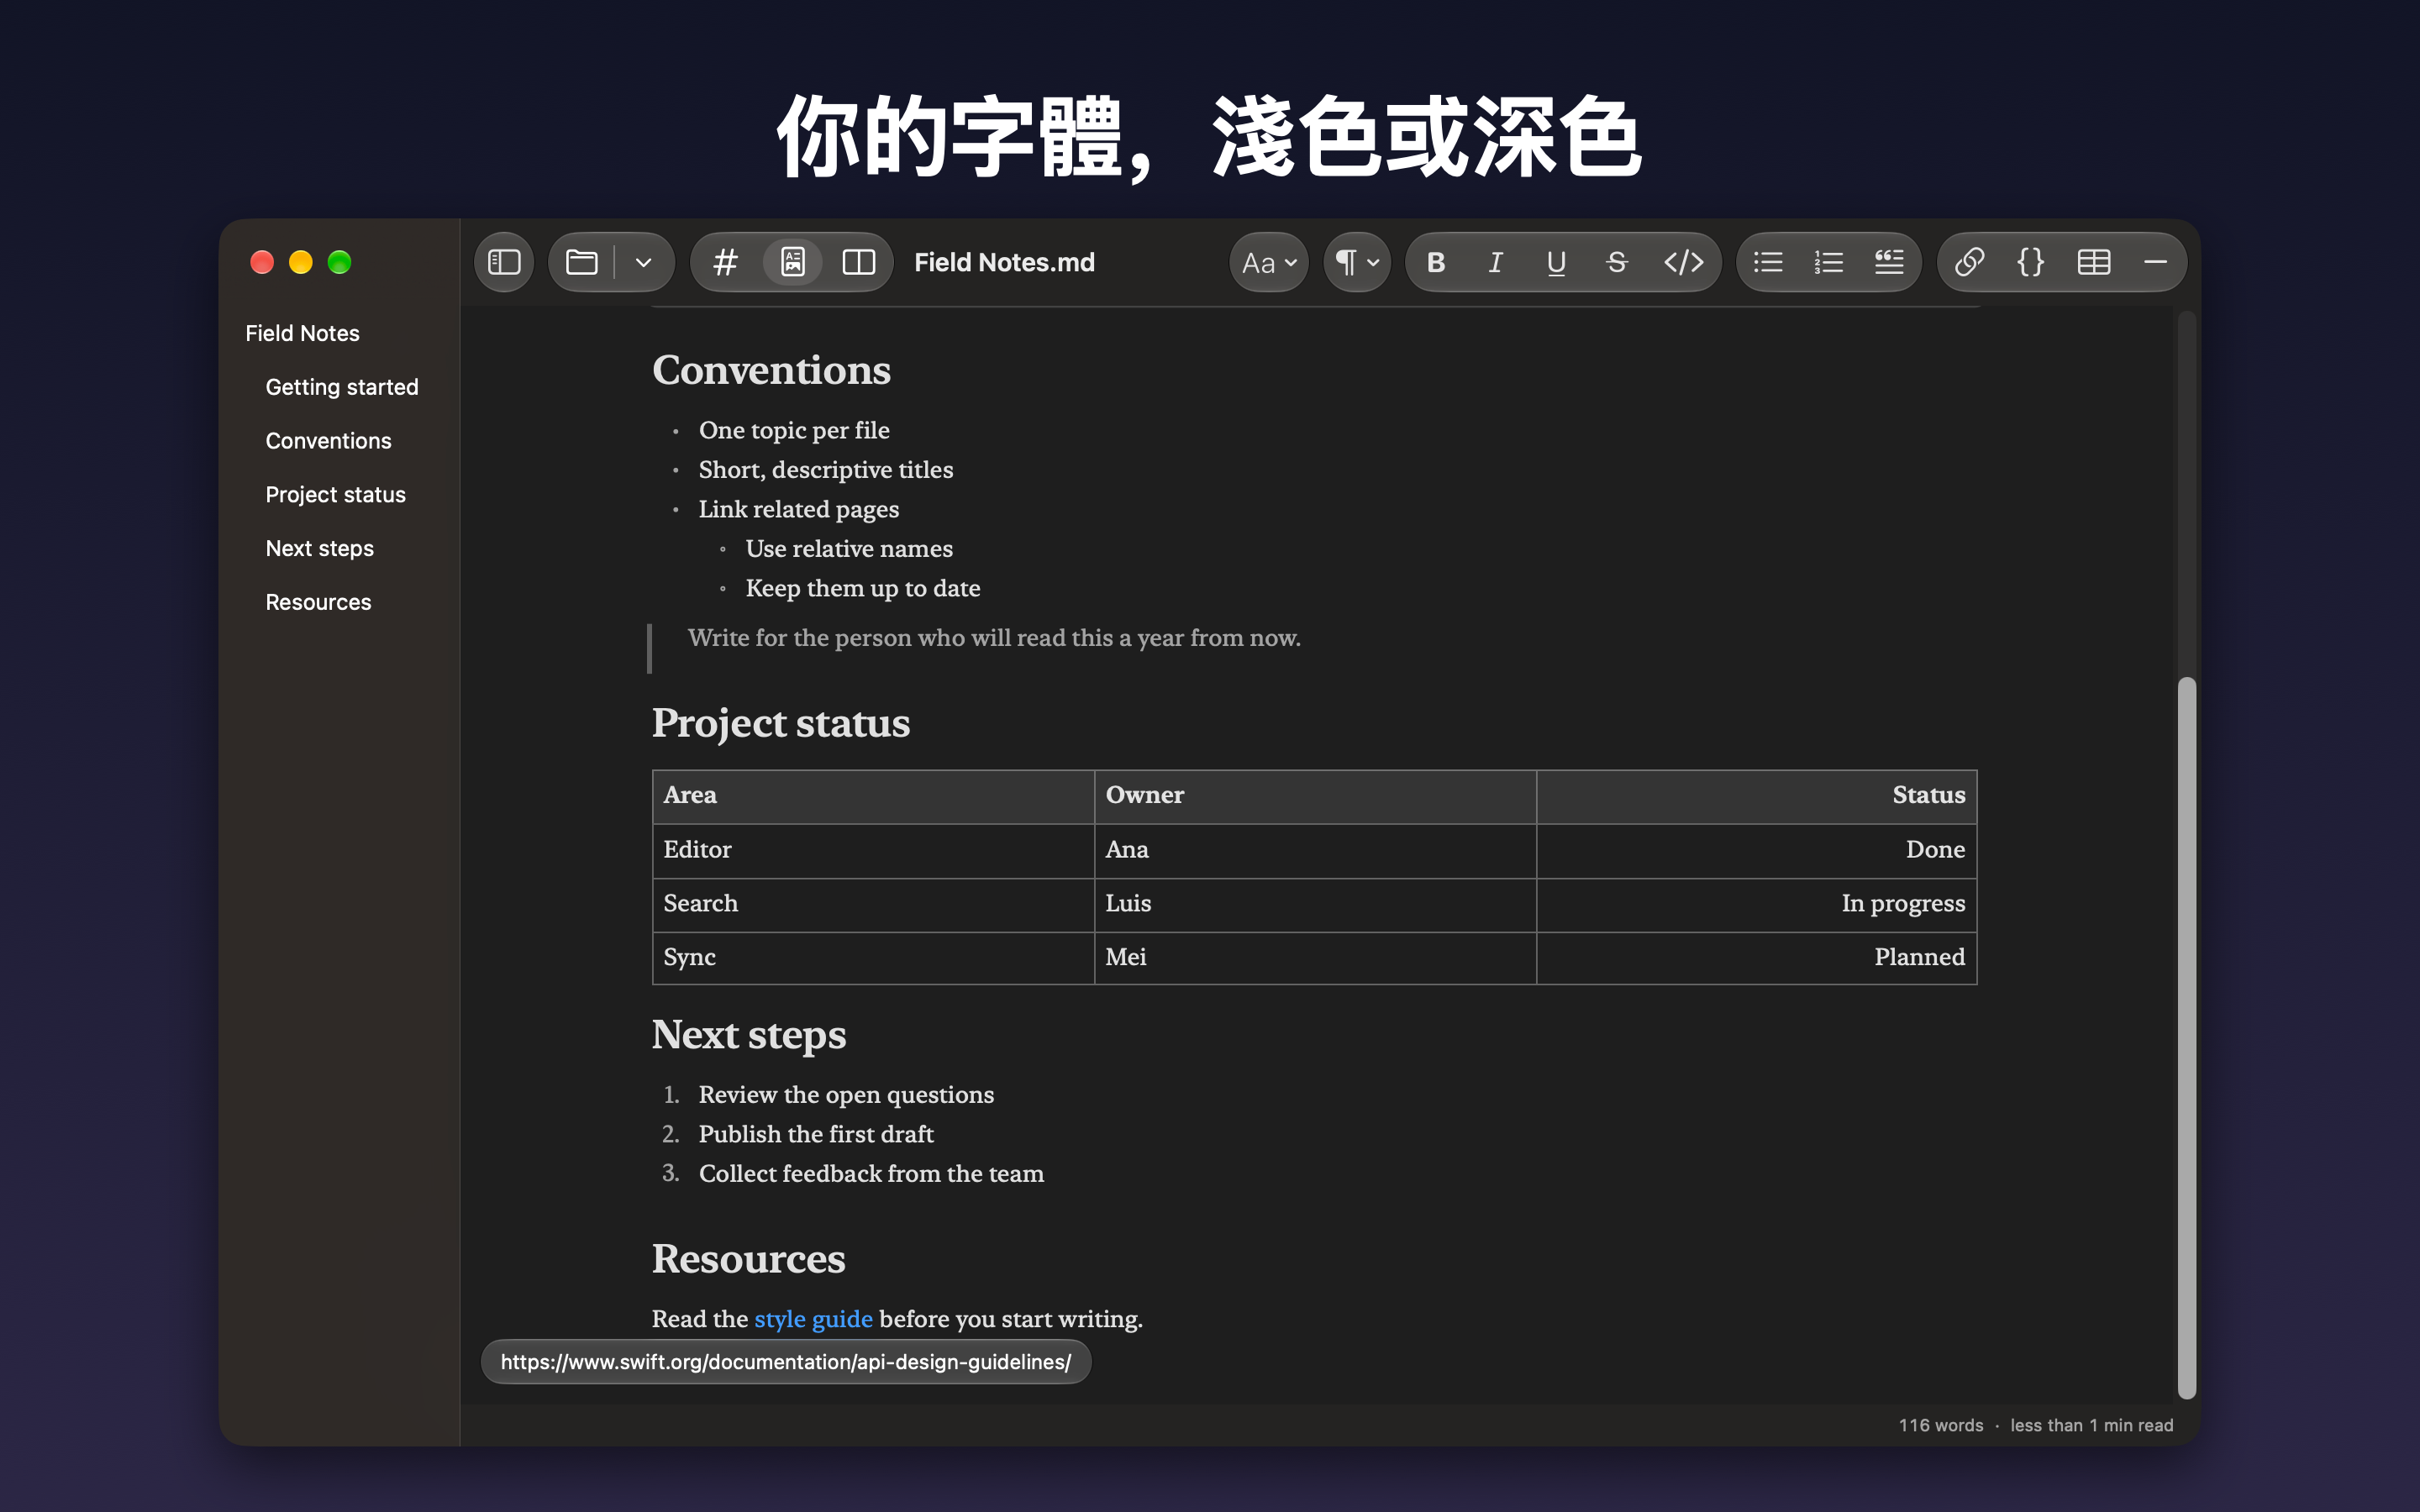 你的字體，淺色或深色
Field Notes.md
Aa
B I U S </>
{}
Field Notes
Getting started
Conventions
Project status
Next steps
Resources
Conventions
• One topic per file
• Short, descriptive titles
• Link related pages
◦ Use relative names
◦ Keep them up to date
Write for the person who will read this a year from now.
Project status
Area Owner Status
Editor Ana Done
Search Luis In progress
Sync Mei Planned
Next steps
1. Review the open questions
2. Publish the first draft
3. Collect feedback from the team
Resources
Read the style guide before you start writing.
https://www.swift.org/documentation/api-design-guidelines/
116 words · less than 1 min read